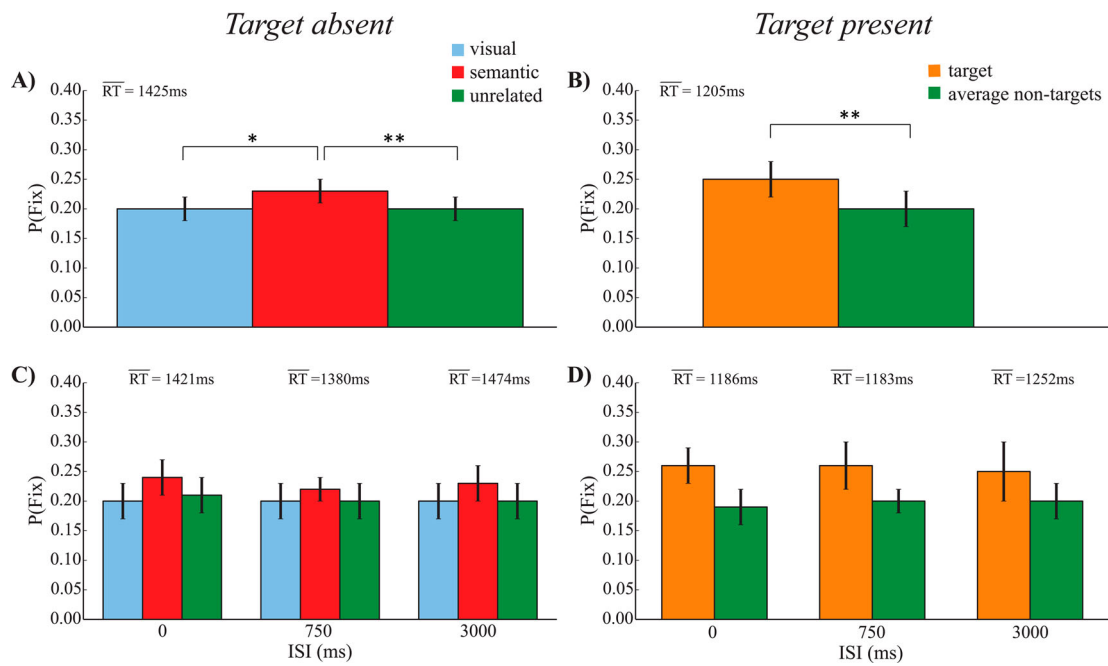 Target absent
Target present
visual
semantic
unrelated
target
average non-targets
A)
RT = 1425ms
*
**
P(Fix)
0.40
0.35
0.30
0.25
0.20
0.15
0.10
0.05
0.00
B)
RT = 1205ms
**
P(Fix)
0.40
0.35
0.30
0.25
0.20
0.15
0.10
0.05
0.00
C)
RT = 1421ms
RT =1380ms
RT = 1474ms
P(Fix)
0.40
0.35
0.30
0.25
0.20
0.15
0.10
0.05
0.00
0 750 3000
ISI (ms)
D)
RT = 1186ms
RT = 1183ms
RT = 1252ms
P(Fix)
0.40
0.35
0.30
0.25
0.20
0.15
0.10
0.05
0.00
0 750 3000
ISI (ms)